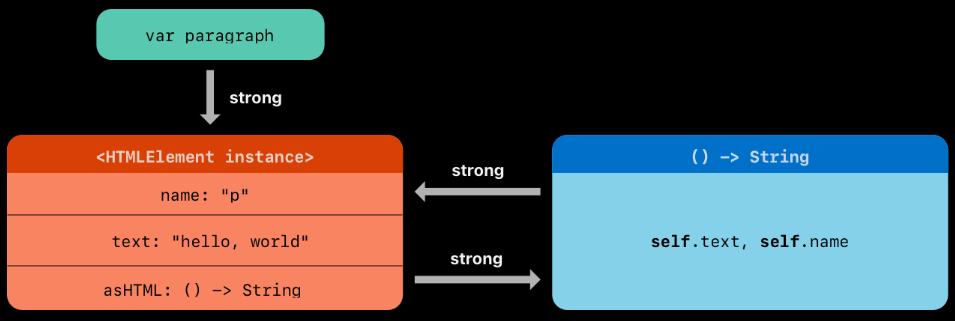 var paragraph
strong
<HTMLElement instance>
name: "p"
text: "hello, world"
asHTML: () -> String
strong
strong
() -> String
self.text, self.name